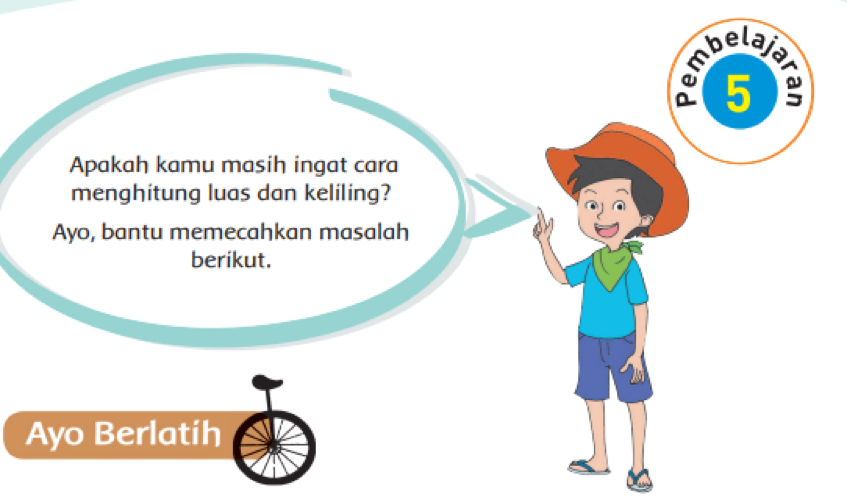 Pembelajaran
5
Apakah kamu masih ingat cara
menghitung luas dan keliling?
Ayo, bantu memecahkan masalah
berikut.
Ayo Berlatih